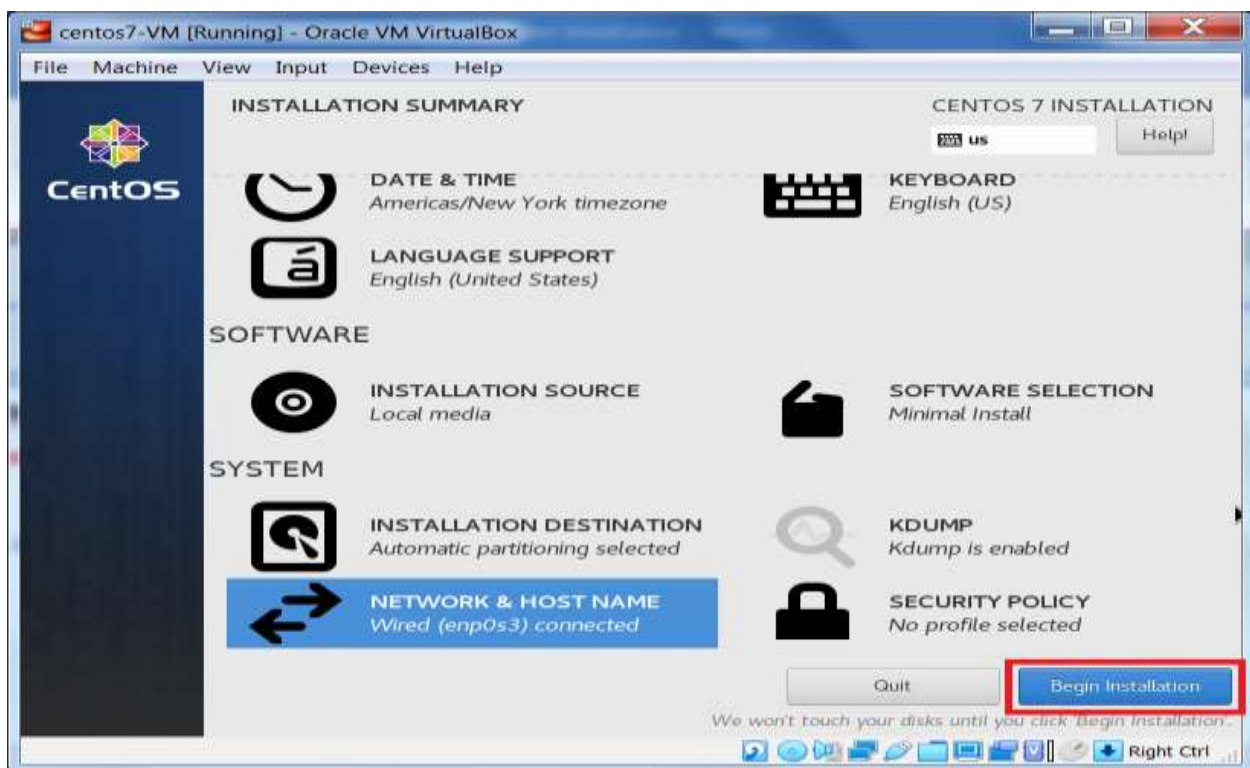 centos7-VM [Running] - Oracle VM VirtualBox
File Machine View Input Devices Help
INSTALLATION SUMMARY
CENTOS 7 INSTALLATION
us
Help!
CentOS
DATE & TIME
Americas/New York timezone
KEYBOARD
English (US)
á
LANGUAGE SUPPORT
English (United States)
SOFTWARE
INSTALLATION SOURCE
Local media
SOFTWARE SELECTION
Minimal Install
SYSTEM
INSTALLATION DESTINATION
Automatic partitioning selected
KDUMP
Kdump is enabled
NETWORK & HOST NAME
Wired (enp0s3) connected
SECURITY POLICY
No profile selected
Quit
Begin Installation
We won't touch your disks until you click 'Begin Installation'.
Right Ctrl